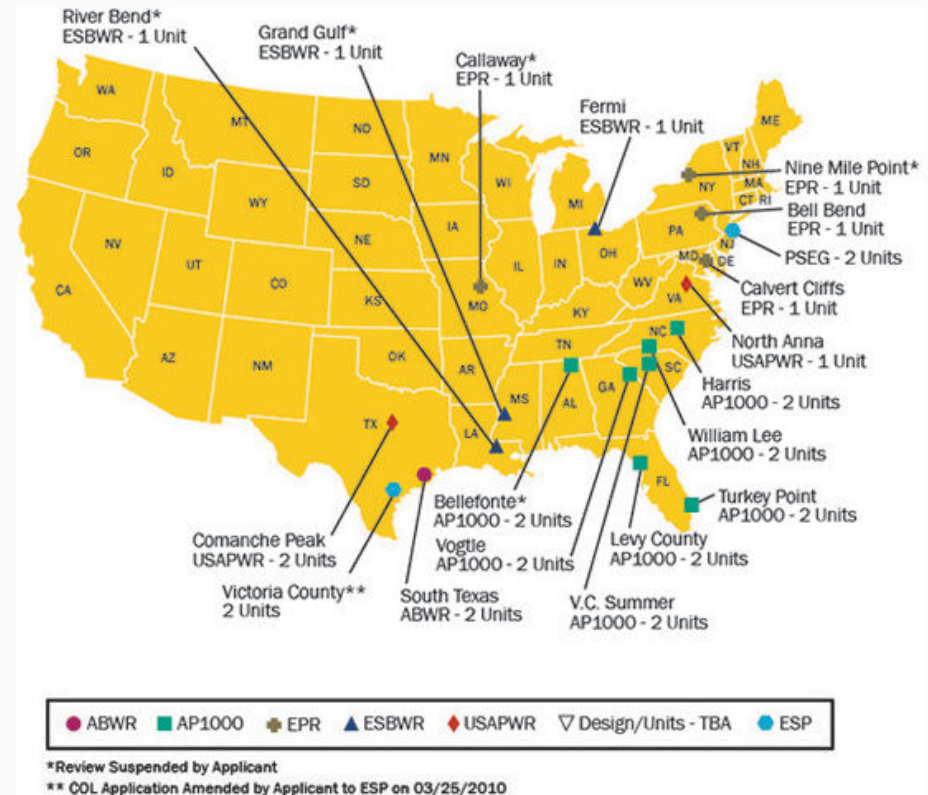 River Bend*
ESBWR - 1 Unit
Grand Gulf*
ESBWR - 1 Unit
Callaway*
EPR - 1 Unit
Fermi
ESBWR - 1 Unit
WA
OR
ID
MT
ND
MN
SD
WY
NV
UT
CA
CO
NE
IA
WI
MI
IL
IN
OH
PA
NY
VT
NH
ME
MA
CT
RI
NJ
MD
DE
WV
VA
KY
MO
KS
AZ
NM
OK
AR
TN
NC
SC
MS
AL
GA
LA
TX
FL
Nine Mile Point*
EPR - 1 Unit
Bell Bend
EPR - 1 Unit
PSEG - 2 Units
Calvert Cliffs
EPR - 1 Unit
North Anna
USAPWR - 1 Unit
Harris
AP1000 - 2 Units
William Lee
AP1000 - 2 Units
Turkey Point
AP1000 - 2 Units
Levy County
AP1000 - 2 Units
Bellefonte*
AP1000 - 2 Units
Vogtle
AP1000 - 2 Units
V.C. Summer
AP1000 - 2 Units
Comanche Peak
USAPWR - 2 Units
Victoria County**
2 Units
South Texas
ABWR - 2 Units
ABWR AP1000 EPR ESBWR USAPWR Design/Units - TBA ESP
*Review Suspended by Applicant
** COL Application Amended by Applicant to ESP on 03/25/2010